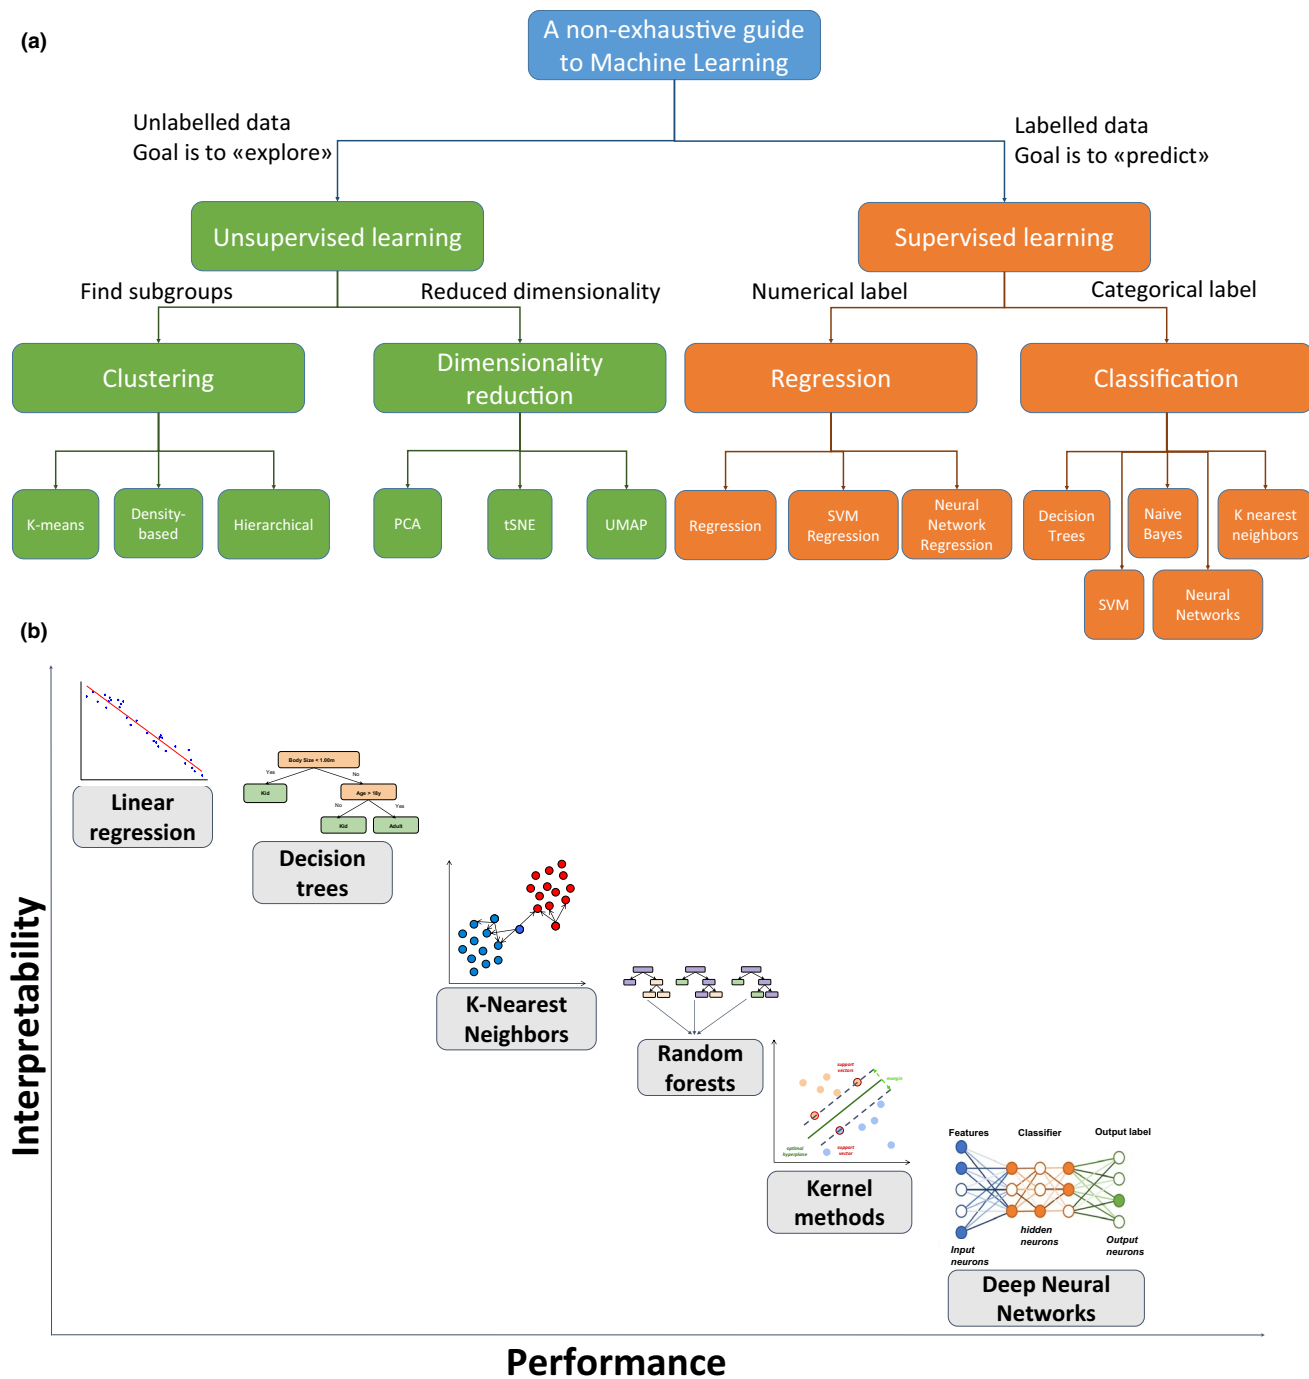 (a)
A non-exhaustive guide
to Machine Learning
Unlabelled data
Goal is to «explore»
Labelled data
Goal is to «predict»
Unsupervised learning
Supervised learning
Find subgroups
Reduced dimensionality
Numerical label
Categorical label
Clustering
Dimensionality
reduction
Regression
Classification
K-means
Density-
based
Hierarchical
PCA
tSNE
UMAP
Regression
SVM
Regression
Neural
Network
Regression
Decision
Trees
Naive
Bayes
K nearest
neighbors
SVM
Neural
Networks
(b)
Interpretability
Linear
regression
Body Size < 1.00m
Yes
No
Kid
Age > 18y
No
Yes
Kid
Adult
Decision
trees
K-Nearest
Neighbors
Random
forests
support
vectors
margin
optimal
hyperplane
support
vector
Kernel
methods
Features
Classifier
Output label
Input
neurons
hidden
neurons
Output
neurons
Deep Neural
Networks
Performance